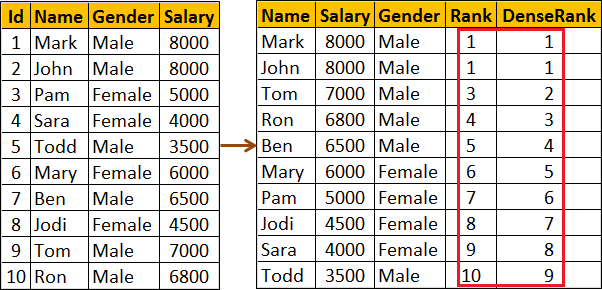 Id Name Gender Salary
1 Mark Male 8000
2 John Male 8000
3 Pam Female 5000
4 Sara Female 4000
5 Todd Male 3500
6 Mary Female 6000
7 Ben Male 6500
8 Jodi Female 4500
9 Tom Male 7000
10 Ron Male 6800
Name Salary Gender Rank DenseRank
Mark 8000 Male 1 1
John 8000 Male 1 1
Tom 7000 Male 3 2
Ron 6800 Male 4 3
Ben 6500 Male 5 4
Mary 6000 Female 6 5
Pam 5000 Female 7 6
Jodi 4500 Female 8 7
Sara 4000 Female 9 8
Todd 3500 Male 10 9